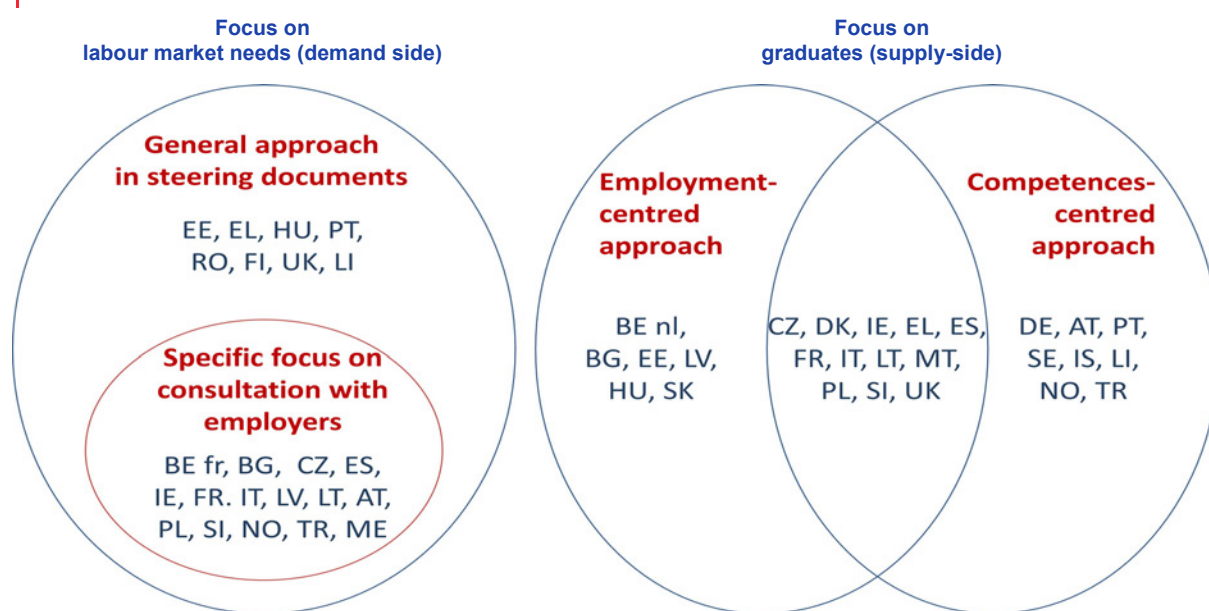 Focus on
labour market needs (demand side)
General approach
in steering documents
EE, EL, HU, PT,
RO, FI, UK, LI
Specific focus on
consultation with
employers
BE fr, BG, CZ, ES,
IE, FR. IT, LV, LT, AT,
PL, SI, NO, TR, ME
Focus on
graduates (supply-side)
Employment-
centred
approach
BE nl,
BG, EE, LV,
HU, SK
CZ, DK, IE, EL, ES,
FR, IT, LT, MT,
PL, SI, UK
Competences-
centred
approach
DE, AT, PT,
SE, IS, LI,
NO, TR